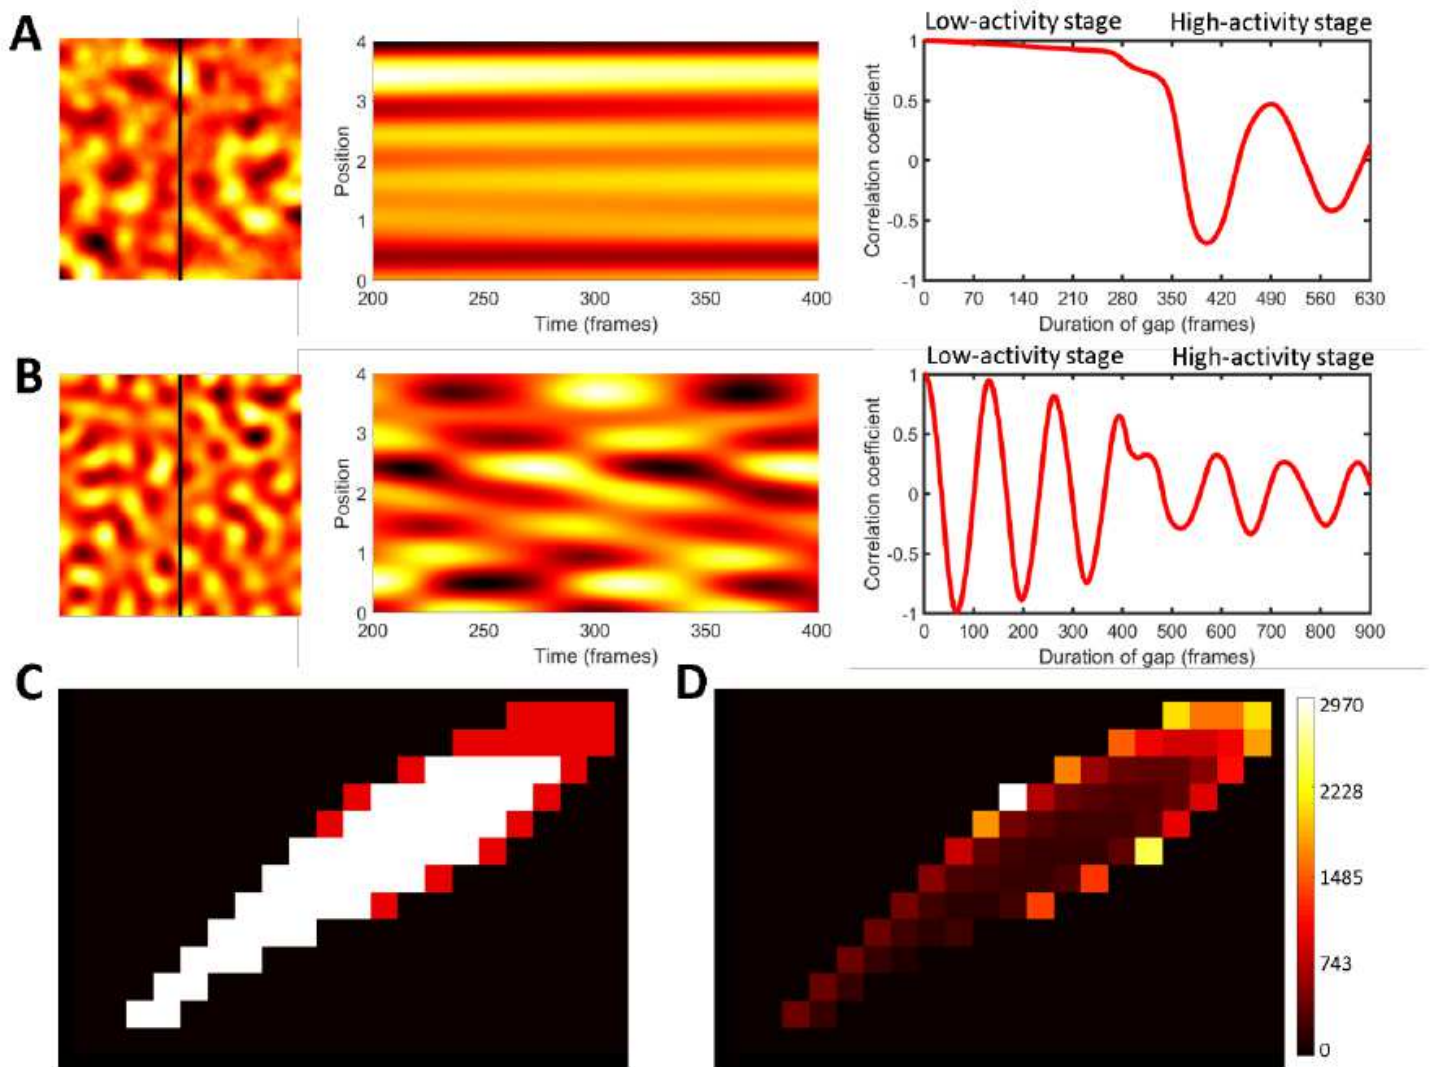 A
Low-activity stage High-activity stage
4
3
2
1
0
Position
200 250 300 350 400
Time (frames)
1
0.5
0
-0.5
-1
Correlation coefficient
0 70 140 210 280 350 420 490 560 630
Duration of gap (frames)
B
Low-activity stage High-activity stage
4
3
2
1
0
Position
200 250 300 350 400
Time (frames)
1
0.5
0
-0.5
-1
Correlation coefficient
0 100 200 300 400 500 600 700 800 900
Duration of gap (frames)
C
D
2970
2228
1485
743
0